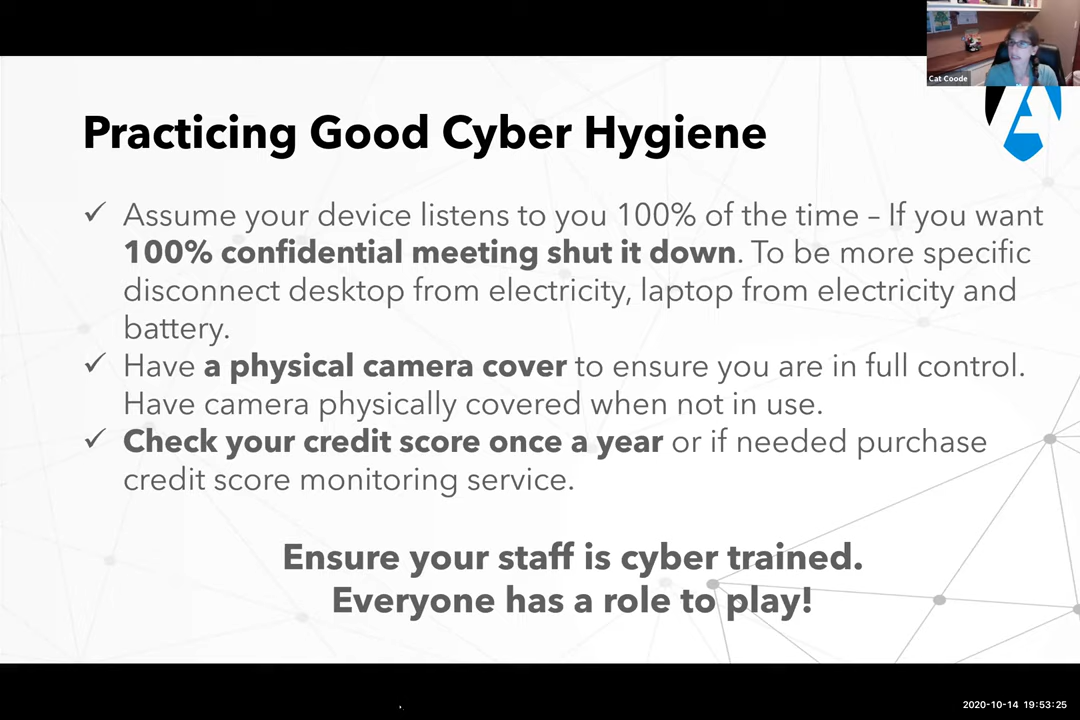 Cat Coode
Practicing Good Cyber Hygiene
✓ Assume your device listens to you 100% of the time – If you want
100% confidential meeting shut it down. To be more specific
disconnect desktop from electricity, laptop from electricity and
battery.
✓ Have a physical camera cover to ensure you are in full control.
Have camera physically covered when not in use.
✓ Check your credit score once a year or if needed purchase
credit score monitoring service.
Ensure your staff is cyber trained.
Everyone has a role to play!
2020-10-14 19:53:25